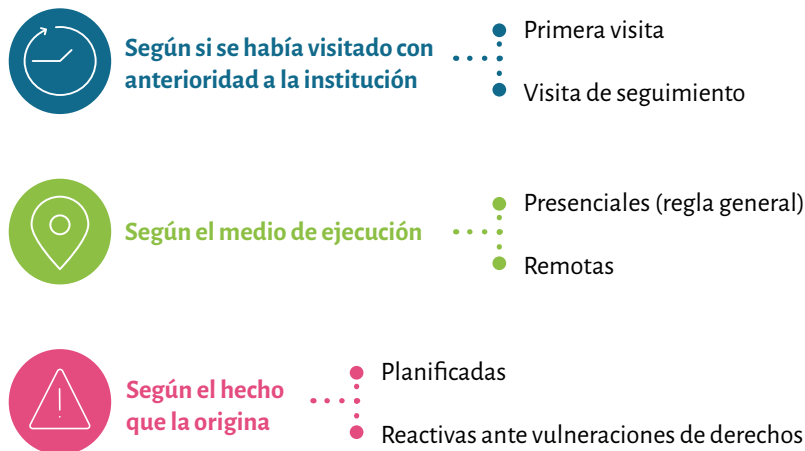 Según si se había visitado con
anterioridad a la institución
Primera visita
Visita de seguimiento
Según el medio de ejecución
Presenciales (regla general)
Remotas
Según el hecho
que la origina
Planificadas
Reactivas ante vulneraciones de derechos